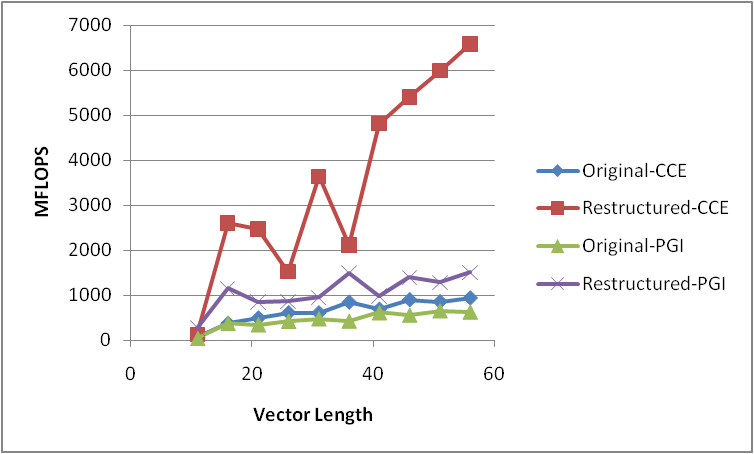 7000
6000
5000
4000
3000
2000
1000
0
MFLOPS
0
20
40
60
Vector Length
Original-CCE
Restructured-CCE
Original-PGI
Restructured-PGI